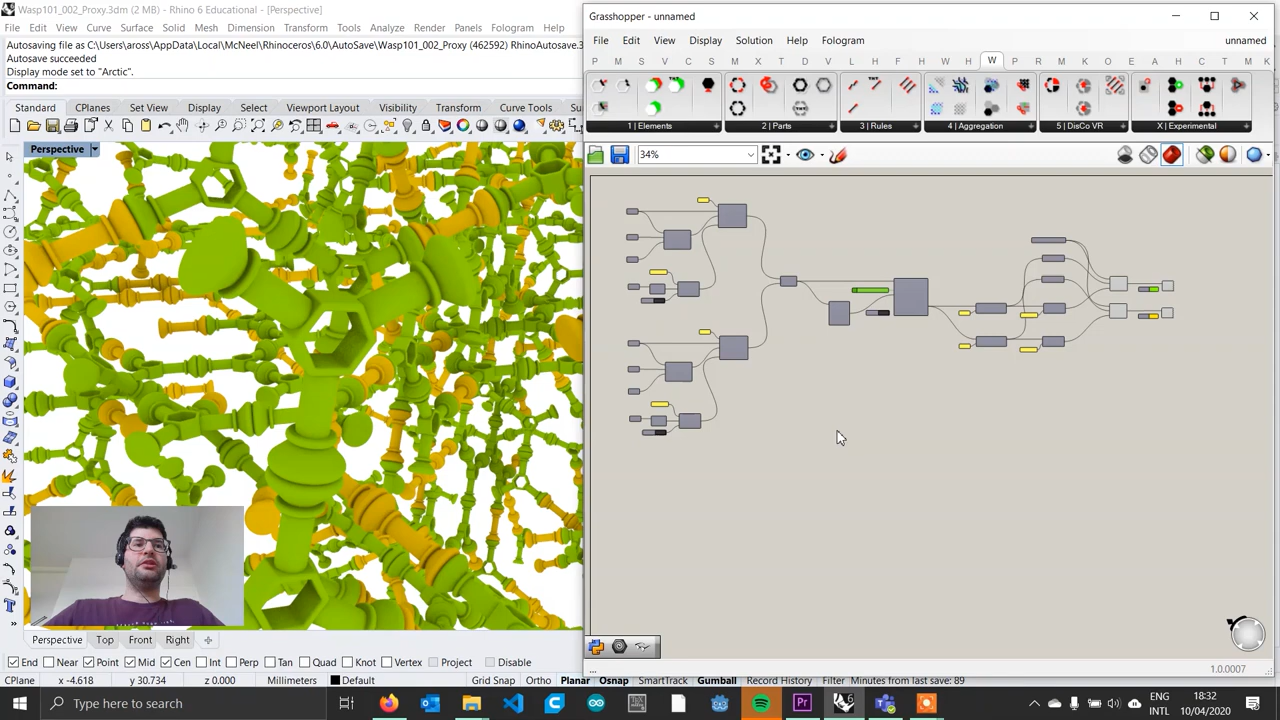 Wasp101_002_Proxy.3dm (2 MB) - Rhino 6 Educational - [Perspective]
File Edit View Curve Surface Solid Mesh Dimension Transform Tools Analyze Render Panels Fologram Help
Autosaving file as C:\Users\aross\AppData\Local\McNeel\Rhinoceros\6.0\AutoSave\Wasp101_002_Proxy (462592) RhinoAutosave.3
Autosave succeeded
Display mode set to "Arctic".
Command:
Standard CPlanes Set View Display Select Viewport Layout Visibility Transform Curve Tools Su
Perspective
Perspective Top Front Right
End Near Point Mid Cen Int Perp Tan Quad Knot Vertex Project Disable
CPlane x -4.618 y 30.734 z 0.000 Millimeters Default Grid Snap Ortho Planar Osnap SmartTrack Gumball Record History Filter Minutes from last save: 89
Grasshopper - unnamed
File Edit View Display Solution Help Fologram unnamed
P M S V C S M X T D V L H H E A W P R M K D E A T
1 | Elements 2 | Parts 3 | Rules 4 | Aggregation 5 | DisCo VR X | Experimental
34%
...
1.0.0007
Type here to search
ENG
INTL
18:32
10/04/2020